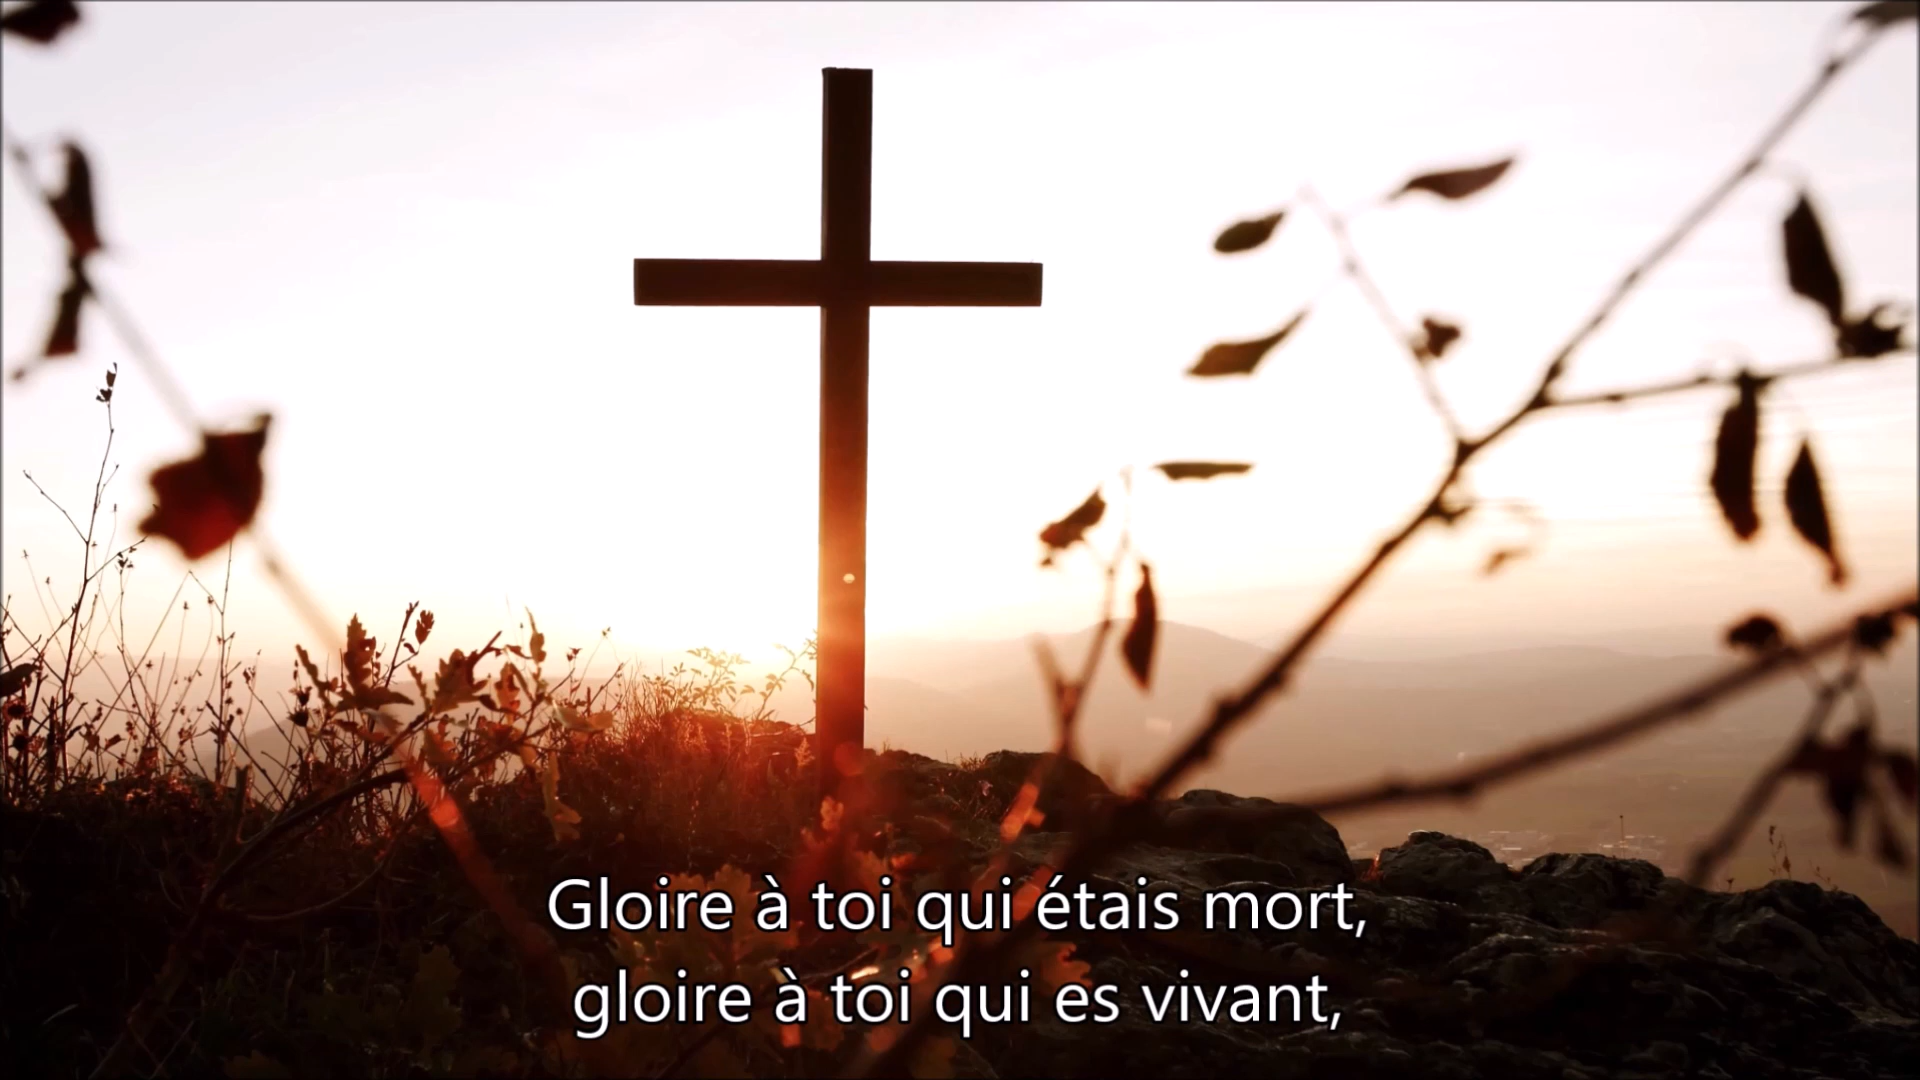 Gloire à toi qui étais mort,
gloire à toi qui es vivant,